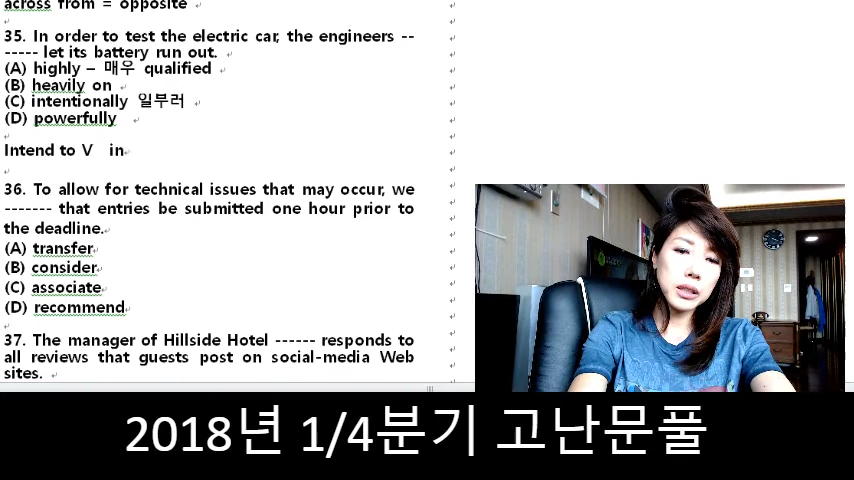 across from = opposite
35. In order to test the electric car, the engineers --
----- let its battery run out.
(A) highly – 매우 qualified
(B) heavily on
(C) intentionally 일부러
(D) powerfully
Intend to V in
36. To allow for technical issues that may occur, we
------- that entries be submitted one hour prior to
the deadline.
(A) transfer
(B) consider
(C) associate
(D) recommend
37. The manager of Hillside Hotel ------ responds to
all reviews that guests post on social-media Web
sites.
2018년 1/4분기 고난문풀